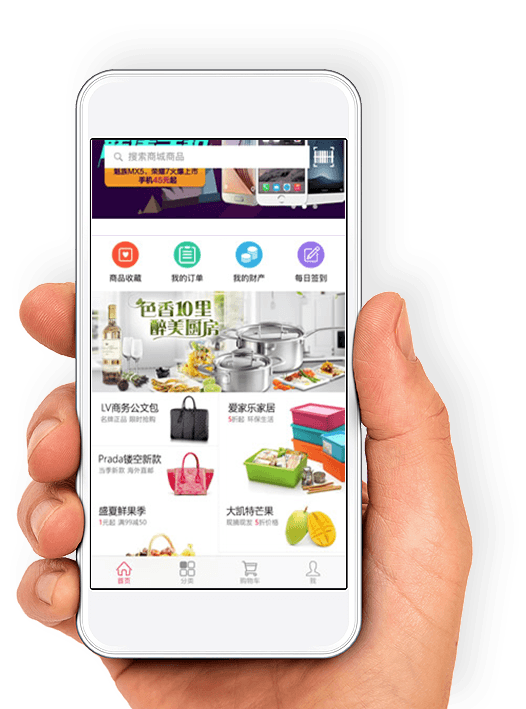 搜索商城商品
魅族MX5、荣耀7火爆上市
手机45元起
商品收藏
我的订单
我的财产
每日签到
色香10里
醉美厨房
LV商务公文包
名牌正品 限时抢购
爱家乐家居
5折起 环保生活
Prada镂空新款
当季新款 海外直邮
盛夏鲜果季
1元起 满99减50
大凯特芒果
现摘现发 5折价格
首页
分类
购物车
我